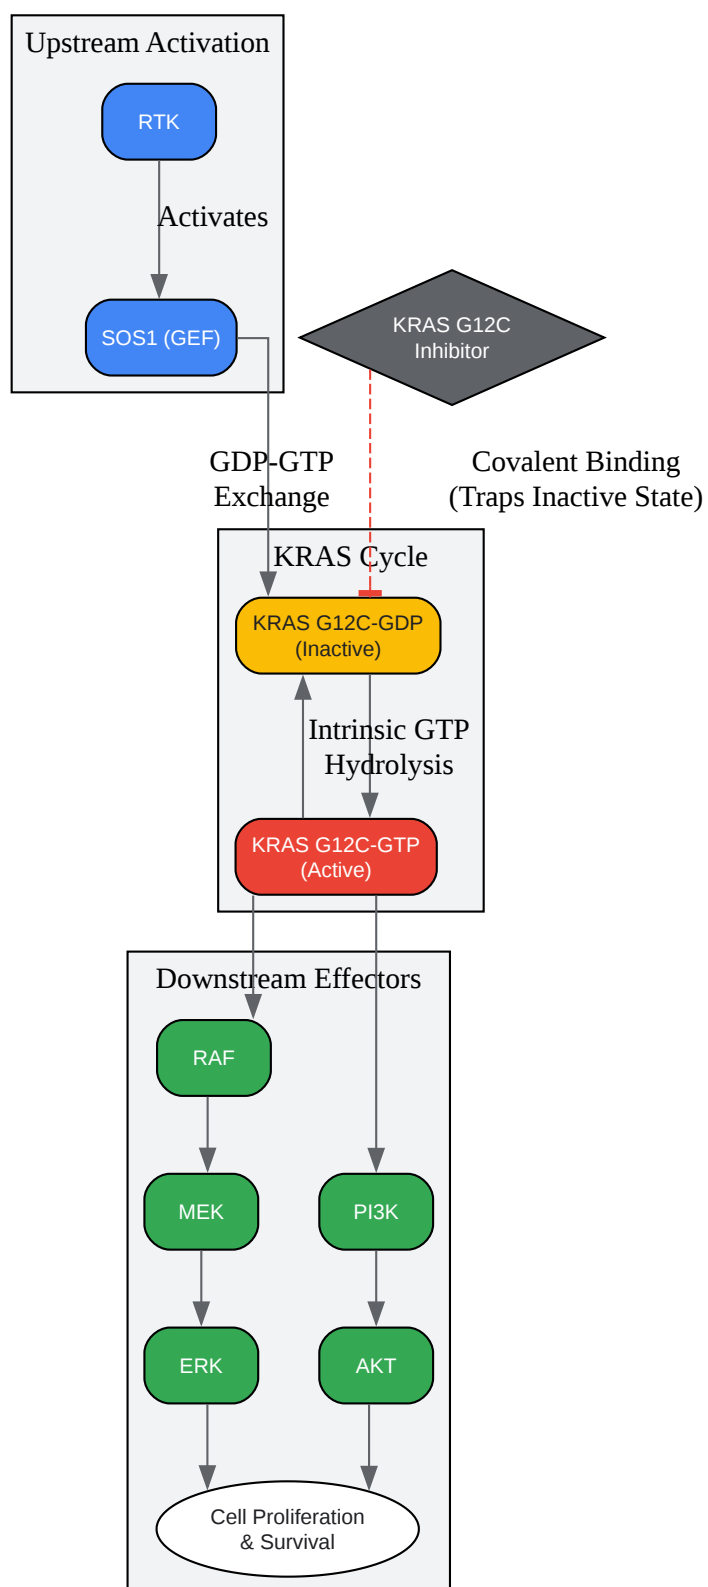 Upstream Activation
RTK
Activates
SOS1 (GEF)
KRAS G12C
Inhibitor
GDP-GTP
Exchange
Covalent Binding
(Traps Inactive State)
KRAS Cycle
KRAS G12C-GDP
(Inactive)
Intrinsic GTP
Hydrolysis
KRAS G12C-GTP
(Active)
Downstream Effectors
RAF
MEK
PI3K
ERK
AKT
Cell Proliferation
& Survival